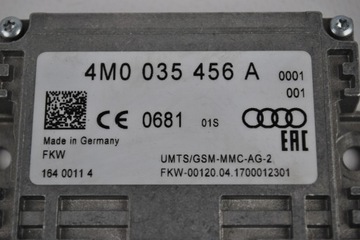 4M0 035 456 A 0001
001
CE 0681 01S
EAC
Made in Germany
FKW UMTS/GSM-MMC-AG-2
164 0011 4 FKW-00120.04.1700012301